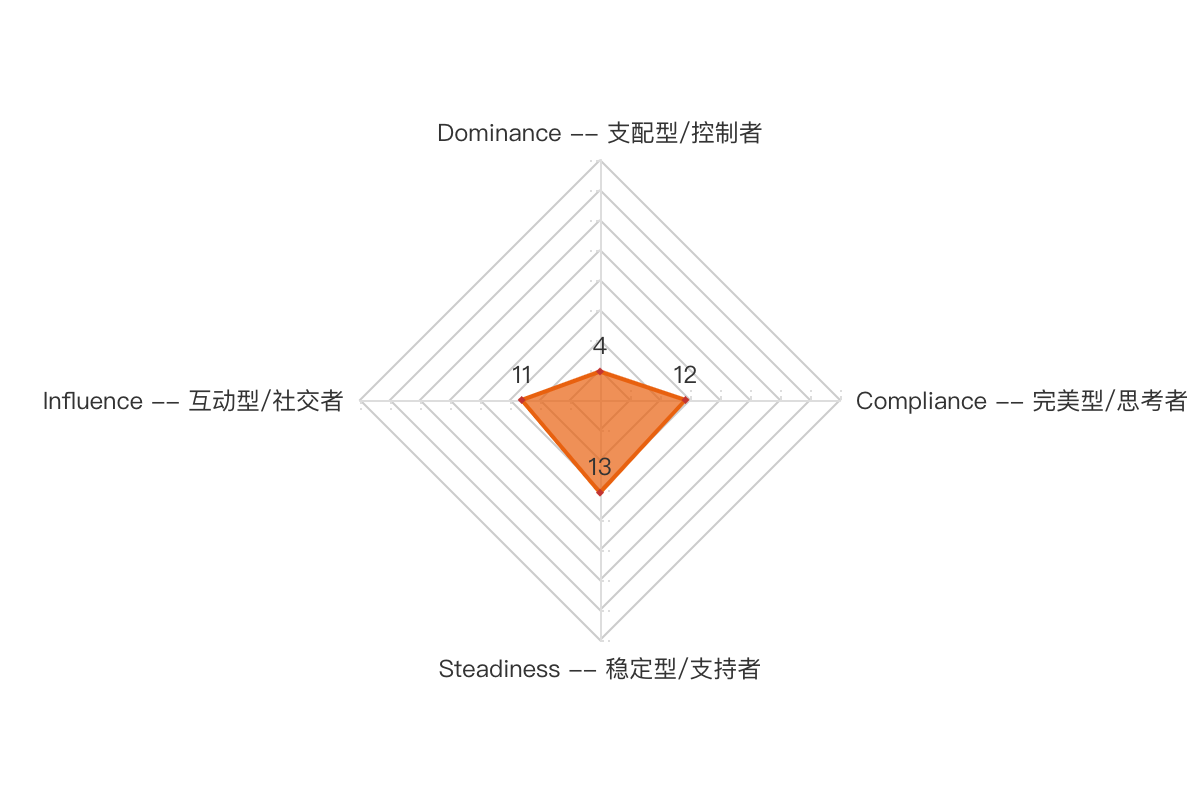 Dominance -- 支配型/控制者
4
11
12
Influence -- 互动型/社交者
Compliance -- 完美型/思考者
13
Steadiness -- 稳定型/支持者